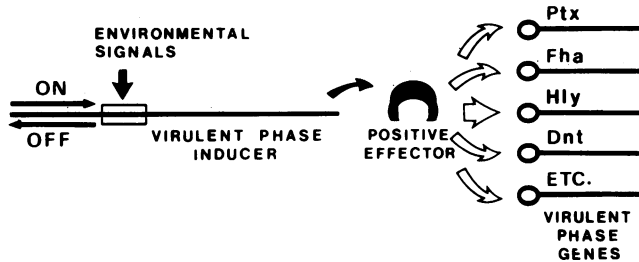 ENVIRONMENTAL
SIGNALS
ON
OFF
VIRULENT PHASE
INDUCER
POSITIVE
EFFECTOR
Ptx
Fha
Hly
Dnt
ETC.
VIRULENT
PHASE
GENES